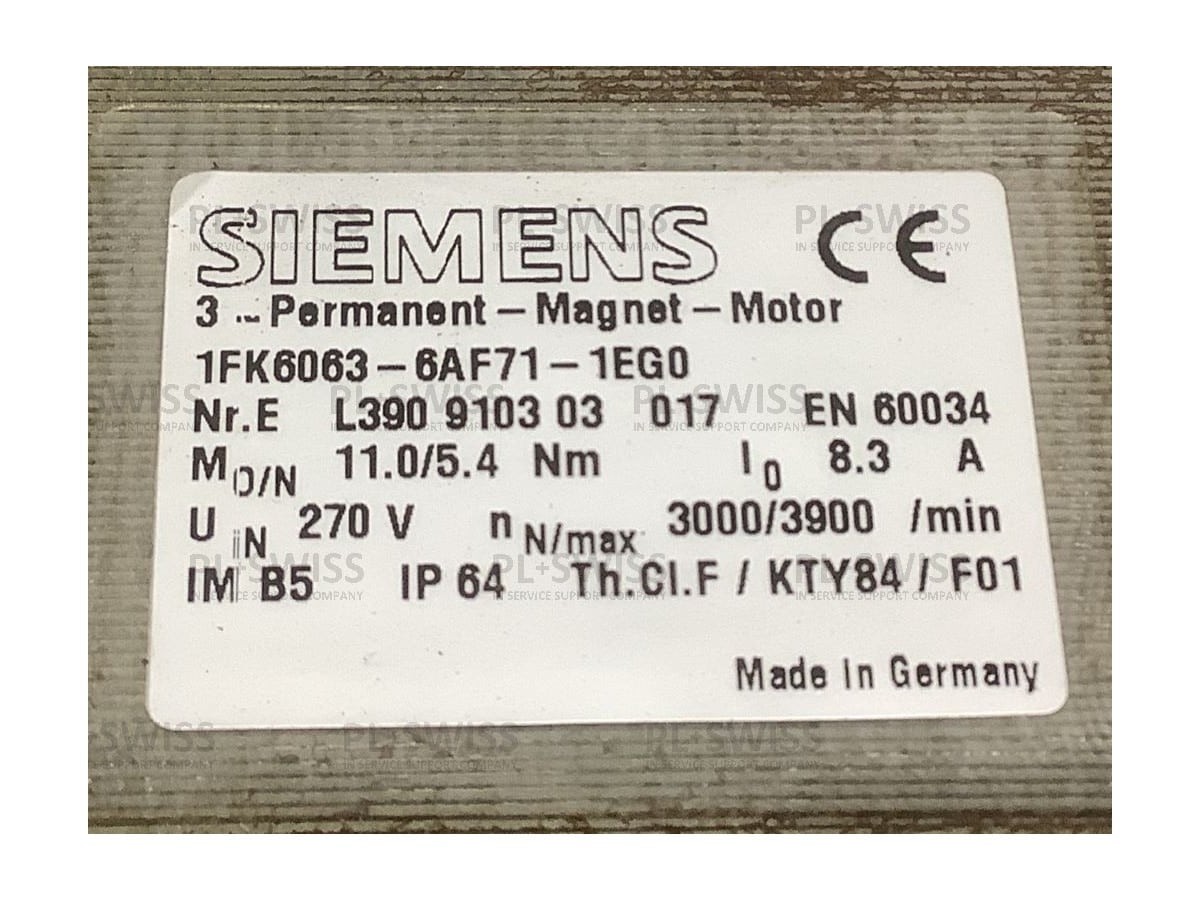 SIEMENS CE
3 ~ Permanent – Magnet – Motor
1FK6063 – 6AF71 – 1EG0
Nr.E L390 9103 03 017 EN 60034
M O/N 11.0/5.4 Nm I 0 8.3 A
U iN 270 V n N/max 3000/3900 /min
IM B5 IP 64 Th.Cl.F / KTY84 / F01
Made in Germany
PL+SWISS
IN SERVICE SUPPORT COMPANY